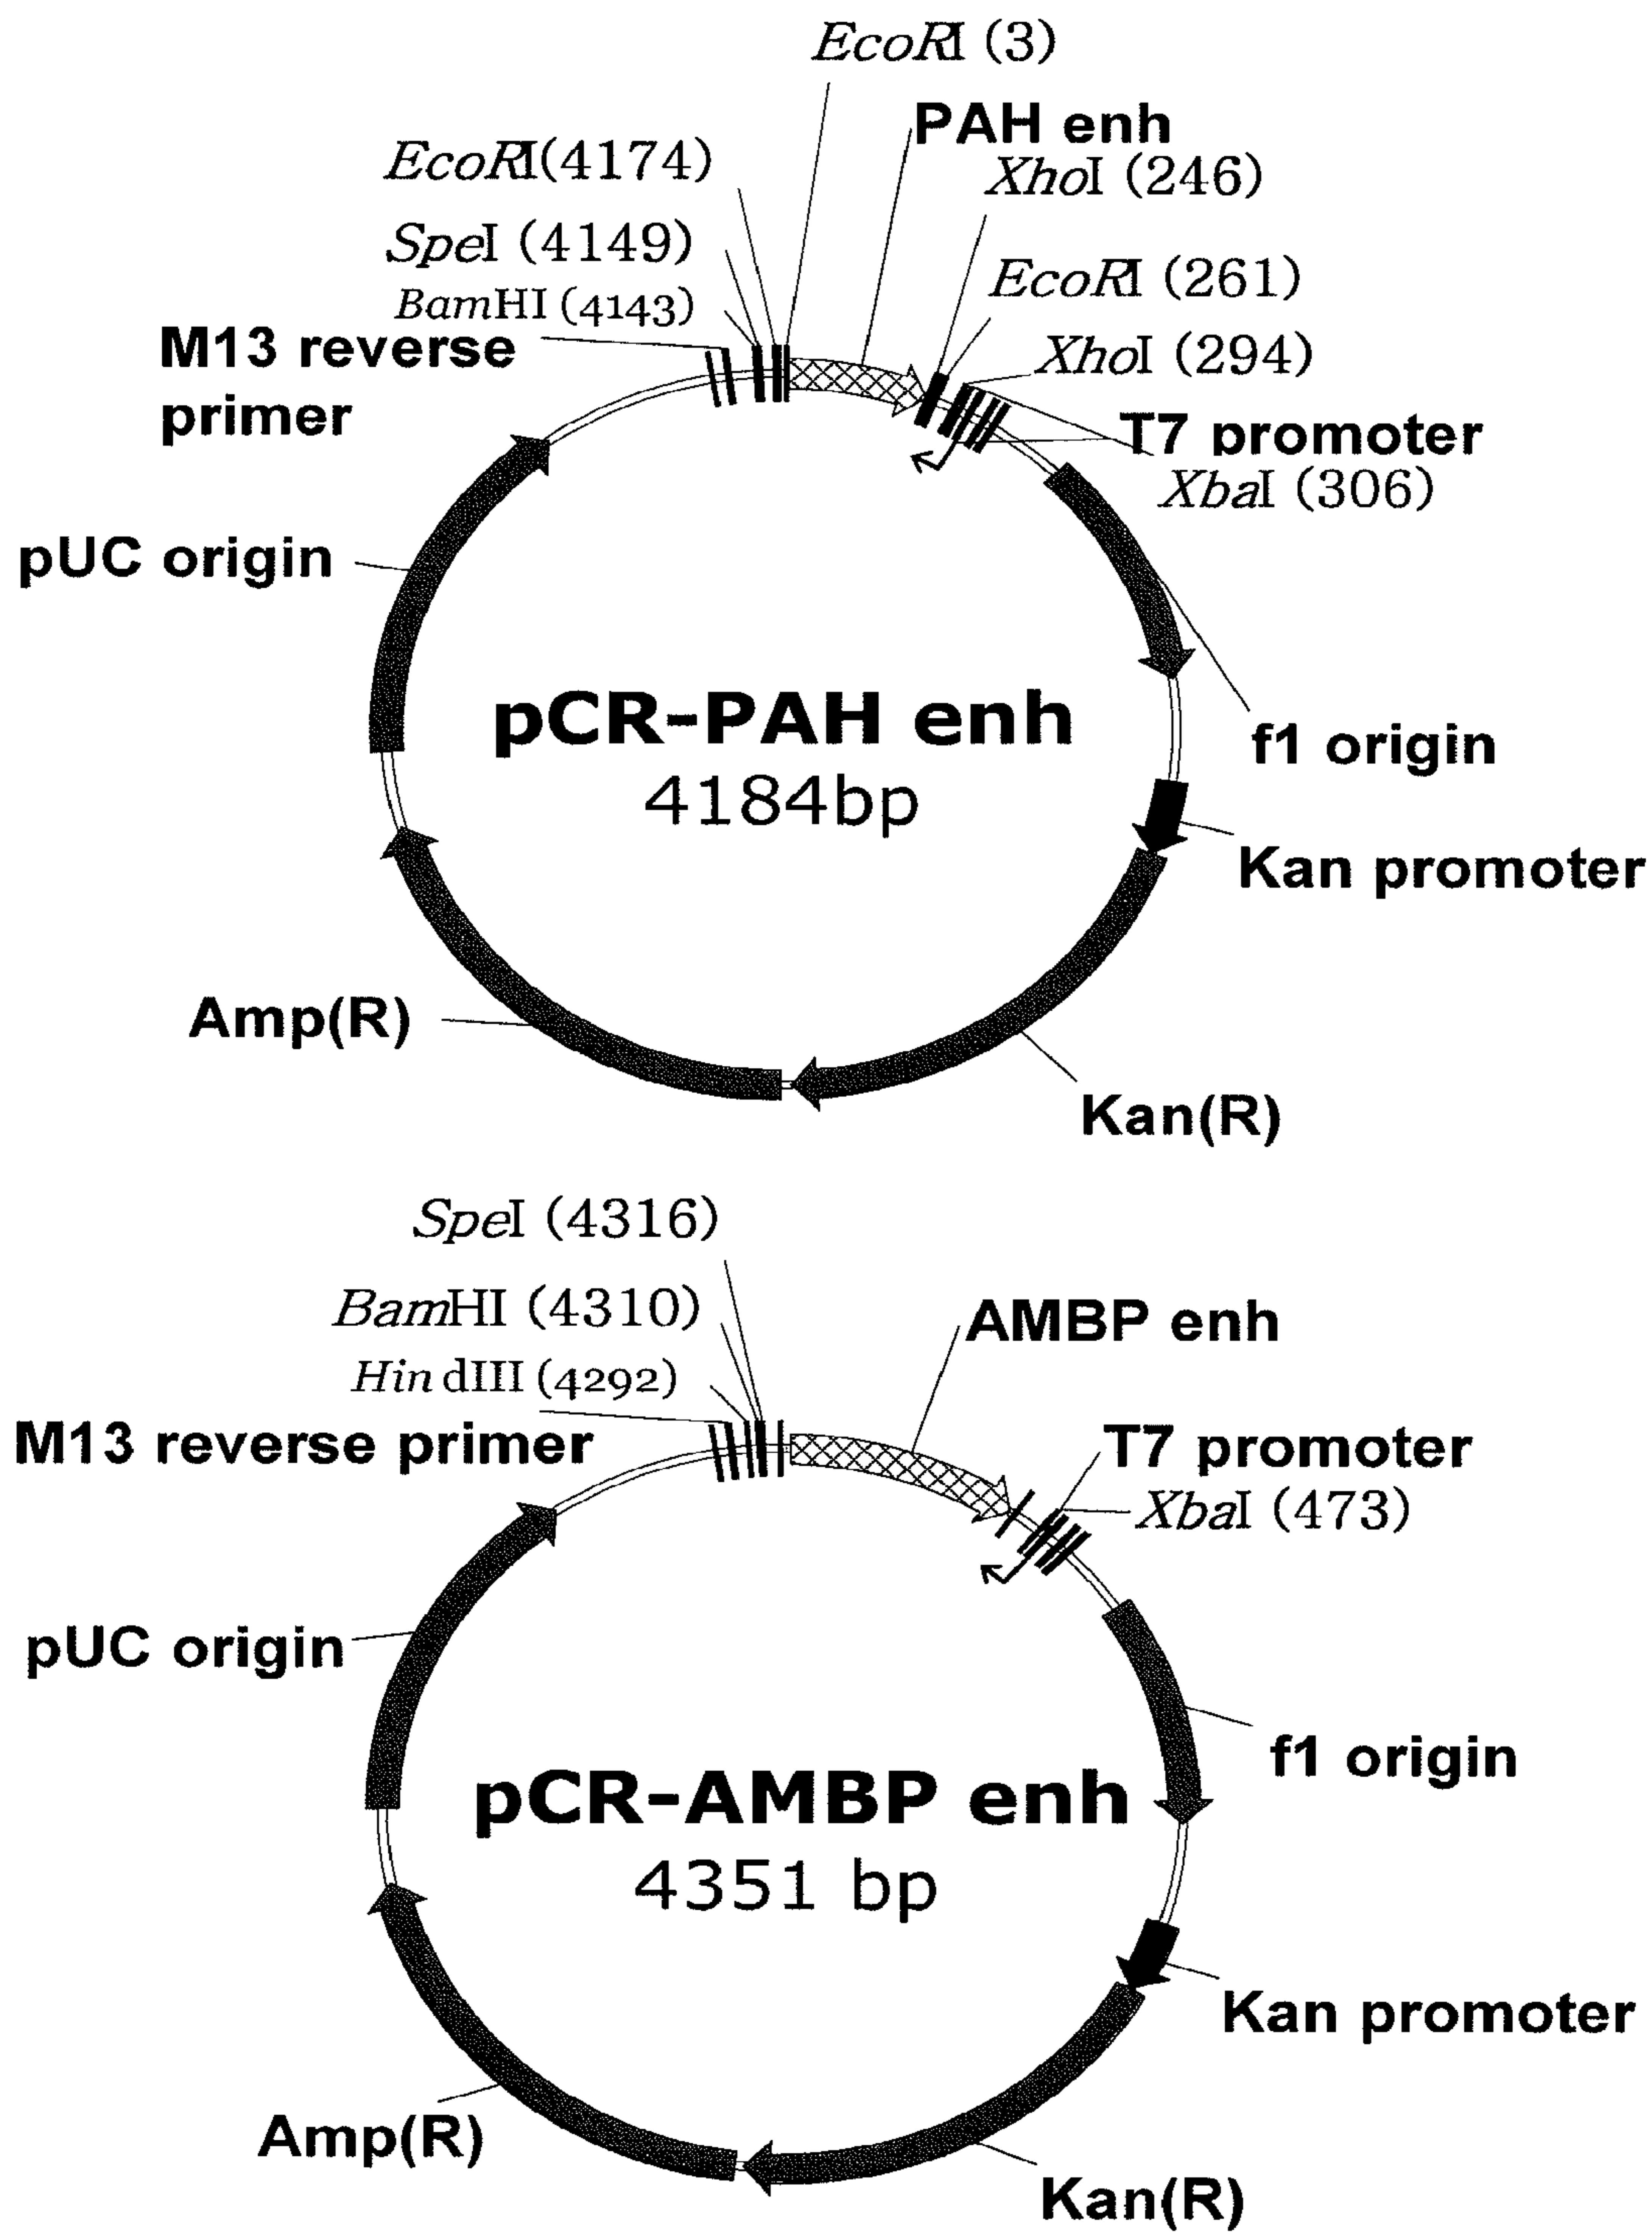 EcoRI (3)
PAH enh
EcoRI(4174)
XhoI (246)
SpeI (4149)
EcoRI (261)
BamHI (4143)
M13 reverse
primer
XhoI (294)
T7 promoter
XbaI (306)
pUC origin
pCR-PAH enh
4184bp
f1 origin
Kan promoter
Amp(R)
Kan(R)
SpeI (4316)
BamHI (4310)
AMBP enh
Hin dIII (4292)
M13 reverse primer
T7 promoter
XbaI (473)
pUC origin
f1 origin
pCR-AMBP enh
4351 bp
Kan promoter
Amp(R)
Kan(R)